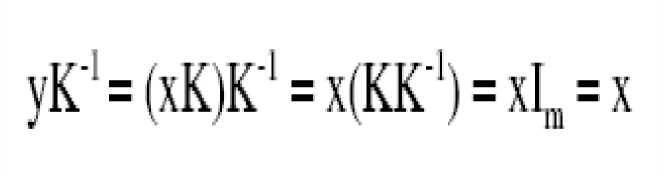 yK⁻¹ = (xK)K⁻¹ = x(KK⁻¹) = xIₘ = x